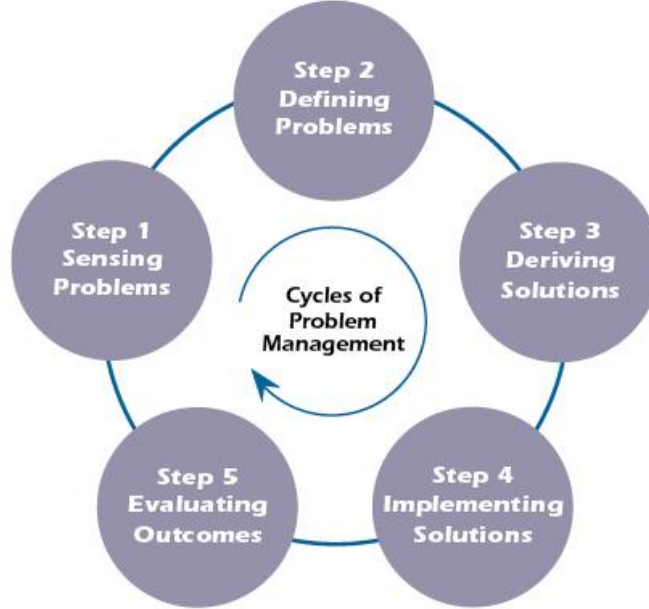 Step 1
Sensing
Problems
Step 2
Defining
Problems
Step 3
Deriving
Solutions
Step 4
Implementing
Solutions
Step 5
Evaluating
Outcomes
Cycles of
Problem
Management